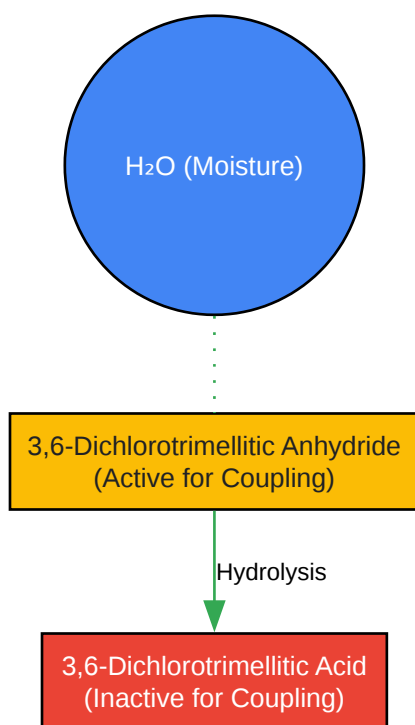 H₂O (Moisture)
3,6-Dichlorotrimellitic Anhydride
(Active for Coupling)
Hydrolysis
3,6-Dichlorotrimellitic Acid
(Inactive for Coupling)